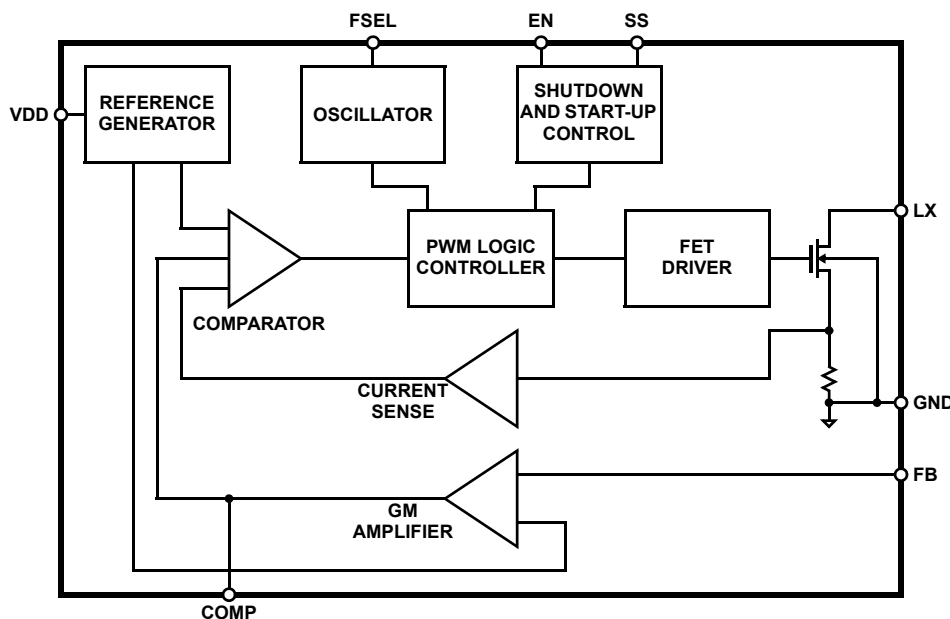 FSEL
EN
SS
VDD
REFERENCE
GENERATOR
OSCILLATOR
SHUTDOWN
AND START-UP
CONTROL
LX
PWM LOGIC
CONTROLLER
FET
DRIVER
COMPARATOR
CURRENT
SENSE
GND
FB
GM
AMPLIFIER
COMP